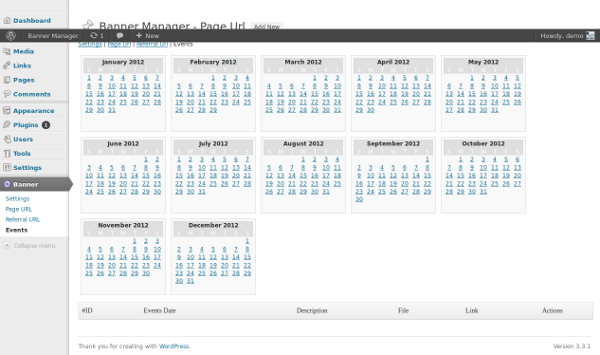 Dashboard
Banner Manager - Page Url Add New
Banner Manager 1 + New Howdy, demo
Settings | Page Url | Referral Url | Events
Media
Links
Pages
Comments
Appearance
Plugins 1
Users
Tools
Settings
Banner
Settings
Page URL
Referral URL
Events
Collapse menu
January 2012
S M T W T F S
1 2 3 4 5 6 7
8 9 10 11 12 13 14
15 16 17 18 19 20 21
22 23 24 25 26 27 28
29 30 31
February 2012
S M T W T F S
1 2 3 4
5 6 7 8 9 10 11
12 13 14 15 16 17 18
19 20 21 22 23 24 25
26 27 28 29
March 2012
S M T W T F S
1 2 3
4 5 6 7 8 9 10
11 12 13 14 15 16 17
18 19 20 21 22 23 24
25 26 27 28 29 30 31
April 2012
S M T W T F S
1 2 3 4 5 6 7
8 9 10 11 12 13 14
15 16 17 18 19 20 21
22 23 24 25 26 27 28
29 30
May 2012
S M T W T F S
1 2 3 4 5
6 7 8 9 10 11 12
13 14 15 16 17 18 19
20 21 22 23 24 25 26
27 28 29 30 31
June 2012
S M T W T F S
1 2
3 4 5 6 7 8 9
10 11 12 13 14 15 16
17 18 19 20 21 22 23
24 25 26 27 28 29 30
July 2012
S M T W T F S
1 2 3 4 5 6 7
8 9 10 11 12 13 14
15 16 17 18 19 20 21
22 23 24 25 26 27 28
29 30 31
August 2012
S M T W T F S
1 2 3 4
5 6 7 8 9 10 11
12 13 14 15 16 17 18
19 20 21 22 23 24 25
26 27 28 29 30 31
September 2012
S M T W T F S
1
2 3 4 5 6 7 8
9 10 11 12 13 14 15
16 17 18 19 20 21 22
23 24 25 26 27 28 29
30
October 2012
S M T W T F S
1 2 3 4 5 6
7 8 9 10 11 12 13
14 15 16 17 18 19 20
21 22 23 24 25 26 27
28 29 30 31
November 2012
S M T W T F S
1 2 3
4 5 6 7 8 9 10
11 12 13 14 15 16 17
18 19 20 21 22 23 24
25 26 27 28 29 30
December 2012
S M T W T F S
1
2 3 4 5 6 7 8
9 10 11 12 13 14 15
16 17 18 19 20 21 22
23 24 25 26 27 28 29
30 31
#ID Events Date Description File Link Actions
Thank you for creating with WordPress. Version 3.3.1